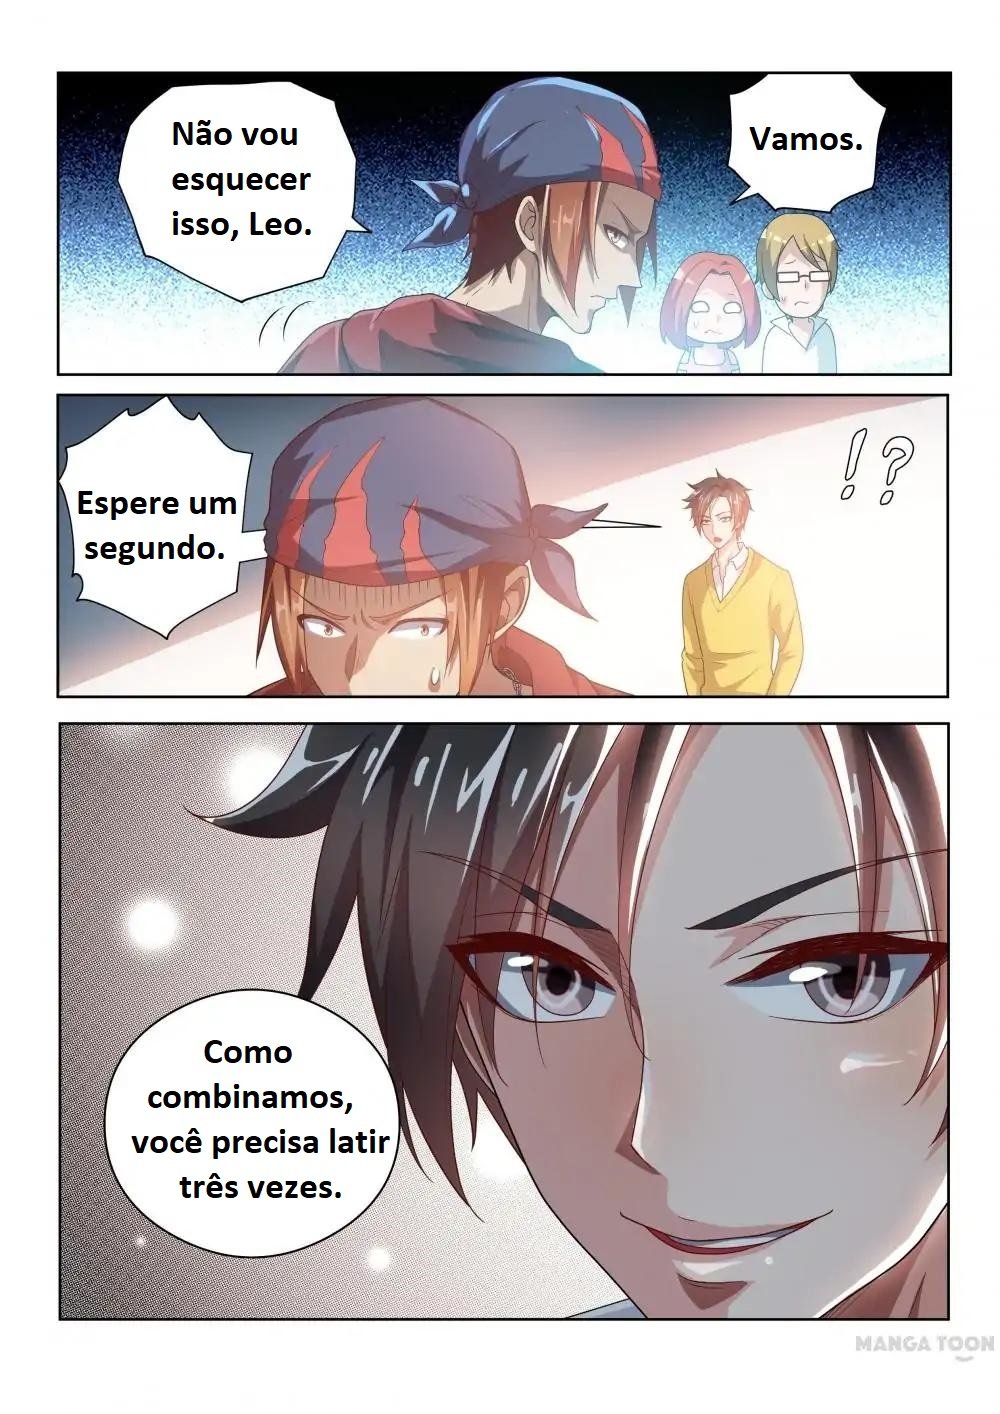 Não vou
esquecer
isso, Leo.
Vamos.
Espere um
segundo.
!?
Como
combinamos,
você precisa latir
três vezes.
MANGA TOON